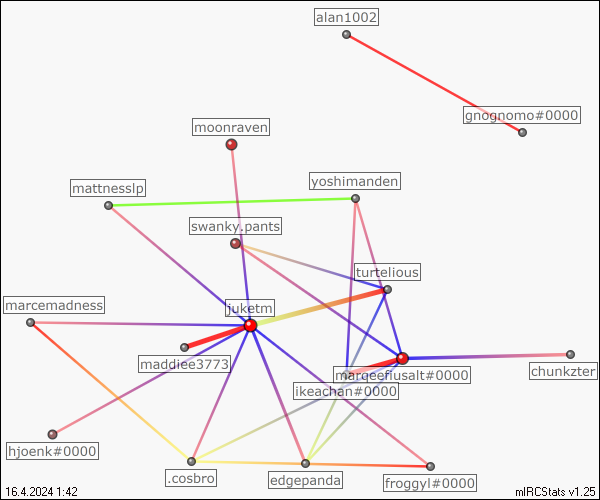 alan1002
gnognomo#0000
moonraven
yoshimanden
mattnesslp
swanky.pants
turtelious
marcemadness
juketm
maddiee3773
marqeeflusalt#0000
chunkzter
ikeachan#0000
hjoenk#0000
.cosbro
edgepanda
froggyl#0000
16.4.2024 1:42
mIRCStats v1.25